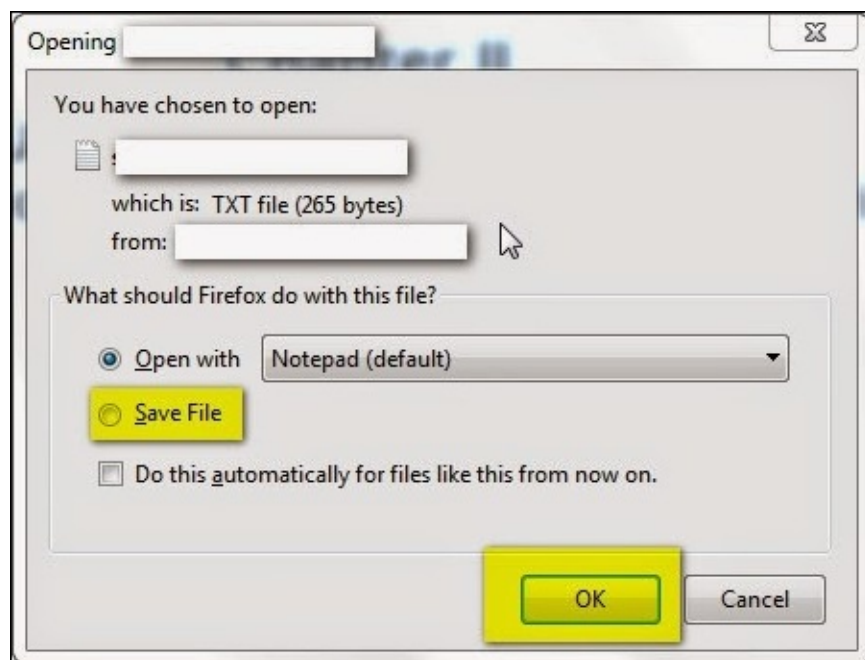 Opening
Chapter II
You have chosen to open:
which is: TXT file (265 bytes)
from:
What should Firefox do with this file?
Open with Notepad (default)
Save File
Do this automatically for files like this from now on.
OK Cancel